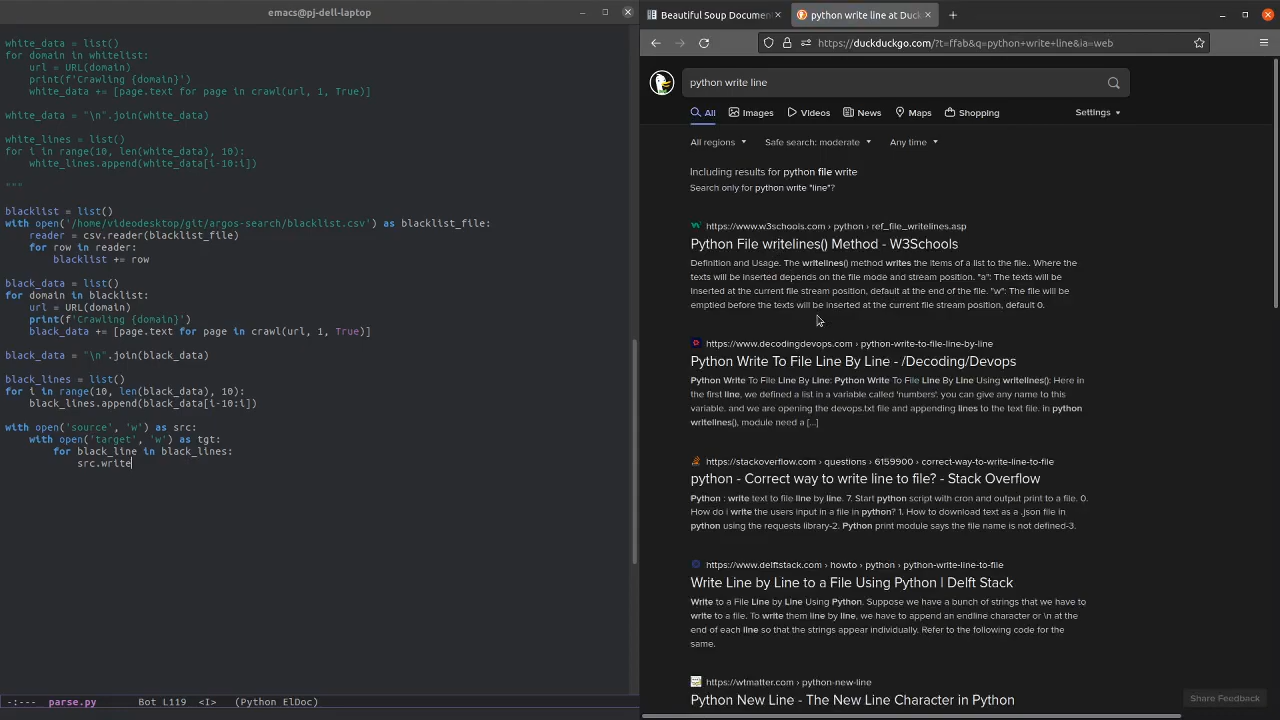 emacs@pj-dell-laptop
white_data = list()
for domain in whitelist:
    url = URL(domain)
    print(f'Crawling {domain}')
    white_data += [page.text for page in crawl(url, 1, True)]
white_data = "\n".join(white_data)
white_lines = list()
for i in range(10, len(white_data), 10):
    white_lines.append(white_data[i-10:i])
"""
blacklist = list()
with open('/home/videodesktop/git/argos-search/blacklist.csv') as blacklist_file:
    reader = csv.reader(blacklist_file)
    for row in reader:
        blacklist += row
black_data = list()
for domain in blacklist:
    url = URL(domain)
    print(f'Crawling {domain}')
    black_data += [page.text for page in crawl(url, 1, True)]
black_data = "\n".join(black_data)
black_lines = list()
for i in range(10, len(black_data), 10):
    black_lines.append(black_data[i-10:i])
with open('source', 'w') as src:
    with open('target', 'w') as tgt:
        for black_line in black_lines:
            src.write
-:--- parse.py Bot L119 <I> (Python ElDoc)
Beautiful Soup Documen
python write line at Duck
https://duckduckgo.com/?t=ffab&q=python+write+line&ia=web
python write line
All Images Videos News Maps Shopping Settings
All regions Safe search: moderate Any time
Including results for python file write
Search only for python write "line"?
https://www.w3schools.com › python › ref_file_writelines.asp
Python File writelines() Method - W3Schools
Definition and Usage. The writelines() method writes the items of a list to the file.. Where the
texts will be inserted depends on the file mode and stream position. "a": The texts will be
inserted at the current file stream position, default at the end of the file. "w": The file will be
emptied before the texts will be inserted at the current file stream position, default 0.
https://www.decodingdevops.com › python-write-to-file-line-by-line
Python Write To File Line By Line - /Decoding/Devops
Python Write To File Line By Line: Python Write To File Line By Line Using writelines(): Here in
the first line, we defined a list in a variable called 'numbers'. you can give any name to this
variable. and we are opening the devops.txt file and appending lines to the text file. in python
writelines(), module need a [...]
https://stackoverflow.com › questions › 6159900 › correct-way-to-write-line-to-file
python - Correct way to write line to file? - Stack Overflow
Python : write text to file line by line. 7. Start python script with cron and output print to a file. 0.
How do i write the users input in a file in python? 1. How to download text as a .json file in
python using the requests library-2. Python print module says the file name is not defined-3.
https://www.delftstack.com › howto › python › python-write-line-to-file
Write Line by Line to a File Using Python | Delft Stack
Write to a File Line by Line Using Python. Suppose we have a bunch of strings that we have to
write to a file. To write them line by line, we have to append an endline character or \n at the
end of each line so that the strings appear individually. Refer to the following code for the
same.
https://wtmatter.com › python-new-line
Python New Line - The New Line Character in Python
Share Feedback